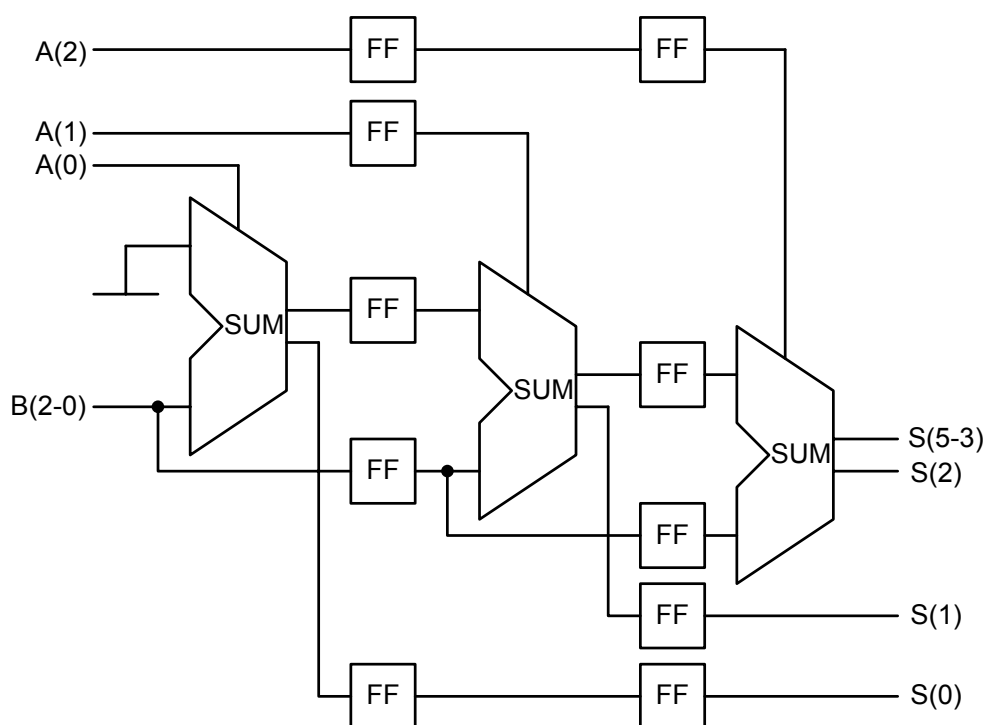 A(2) FF FF
A(1) FF
A(0)
FF
SUM
SUM
FF
B(2-0)
S(5-3)
SUM
FF
S(2)
FF
FF
S(1)
FF FF S(0)